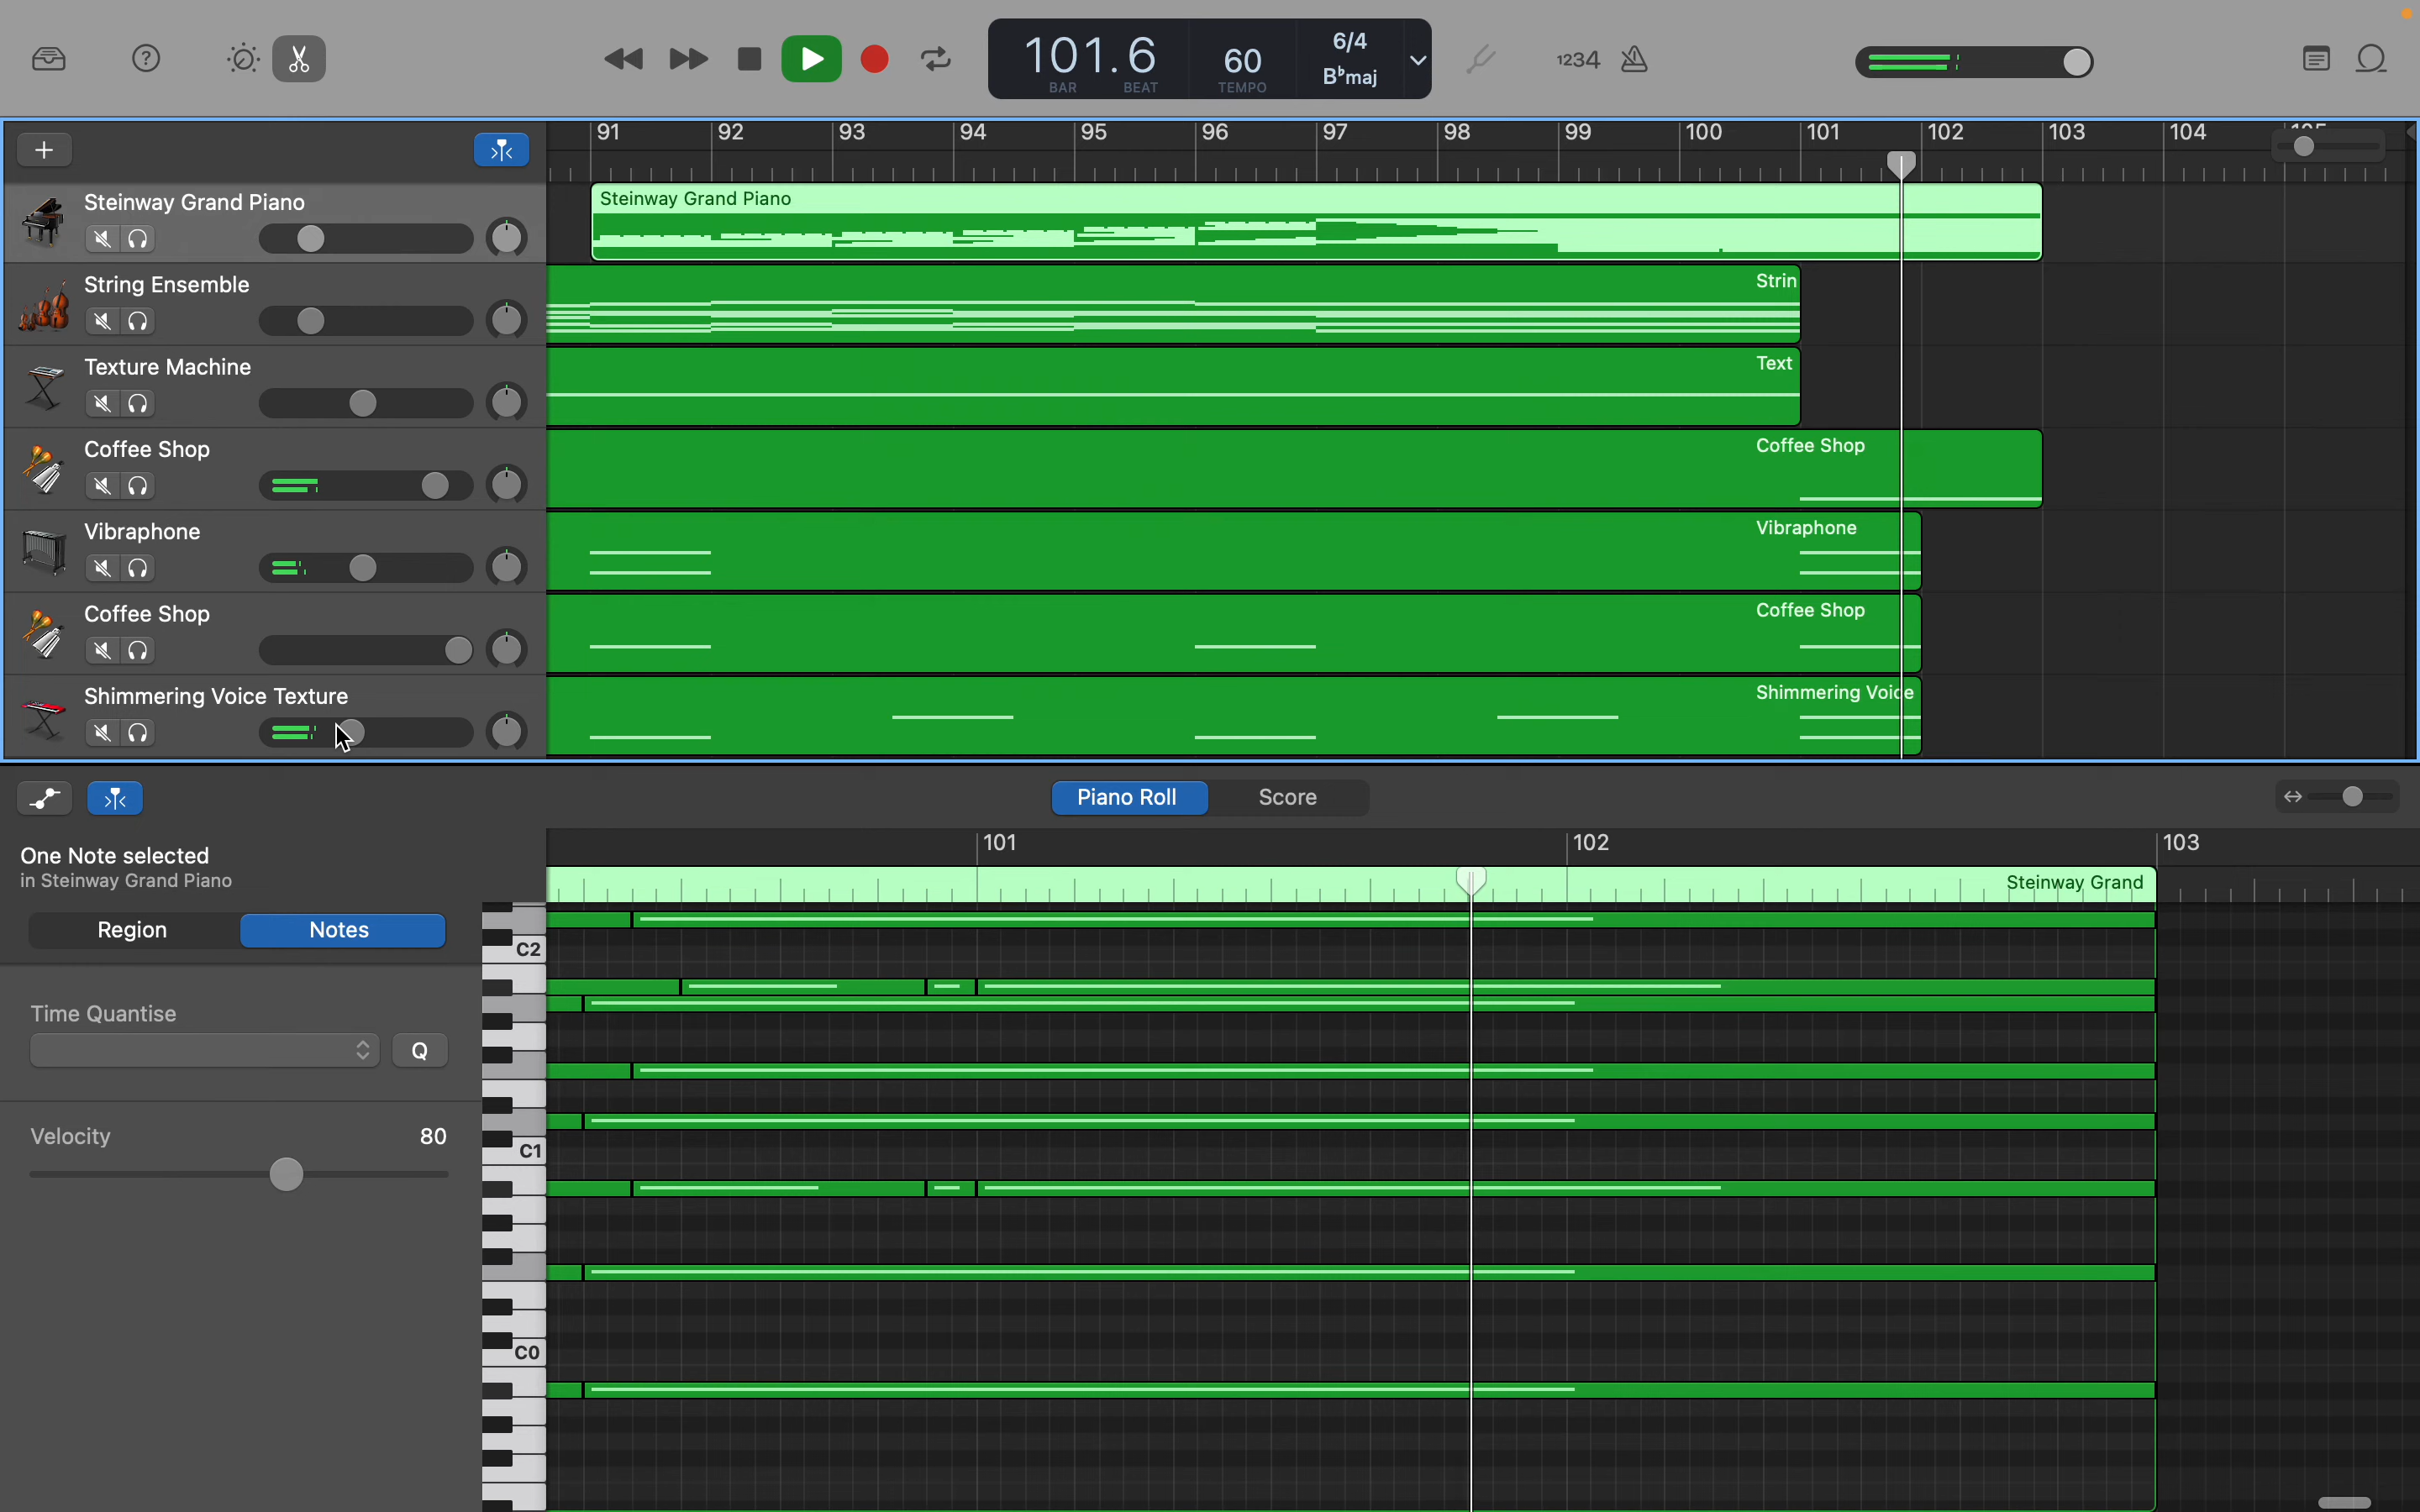 101.6
BAR BEAT
60
TEMPO
6/4
B♭maj
1234
91 92 93 94 95 96 97 98 99 100 101 102 103 104
Steinway Grand Piano
Steinway Grand Piano
String Ensemble
Strin
Texture Machine
Text
Coffee Shop
Coffee Shop
Vibraphone
Vibraphone
Coffee Shop
Coffee Shop
Shimmering Voice Texture
Shimmering Voice
Piano Roll Score
101 102 103
One Note selected
in Steinway Grand Piano
Steinway Grand
Region Notes
C2
Time Quantise
Q
Velocity 80
C1
C0